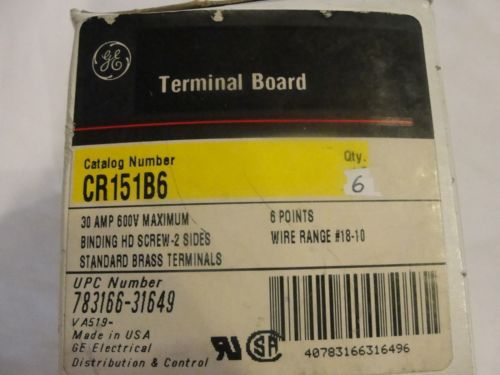 GE
Terminal Board
Catalog Number
Qty.
CR151B6
6
30 AMP 600V MAXIMUM
6 POINTS
BINDING HD SCREW-2 SIDES
WIRE RANGE #18-10
STANDARD BRASS TERMINALS
UPC Number
783166-31649
VA519-
Made in USA
GE Electrical
Distribution & Control
UR
SA
40783166316496